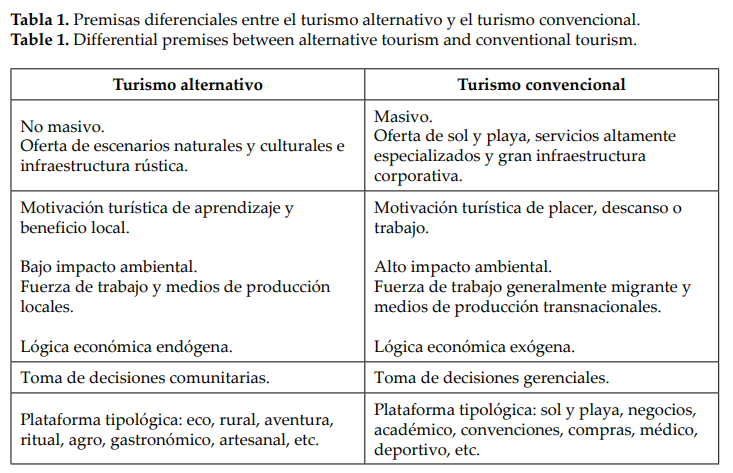 Tabla 1. Premisas diferenciales entre el turismo alternativo y el turismo convencional.
Table 1. Differential premises between alternative tourism and conventional tourism.
Turismo alternativo
Turismo convencional
No masivo.
Oferta de escenarios naturales y culturales e
infraestructura rústica.
Masivo.
Oferta de sol y playa, servicios altamente
especializados y gran infraestructura
corporativa.
Motivación turística de aprendizaje y
beneficio local.
Bajo impacto ambiental.
Fuerza de trabajo y medios de producción
locales.
Lógica económica endógena.
Motivación turística de placer, descanso o
trabajo.
Alto impacto ambiental.
Fuerza de trabajo generalmente migrante y
medios de producción transnacionales.
Lógica económica exógena.
Toma de decisiones comunitarias.
Toma de decisiones gerenciales.
Plataforma tipológica: eco, rural, aventura,
ritual, agro, gastronómico, artesanal, etc.
Plataforma tipológica: sol y playa, negocios,
académico, convenciones, compras, médico,
deportivo, etc.